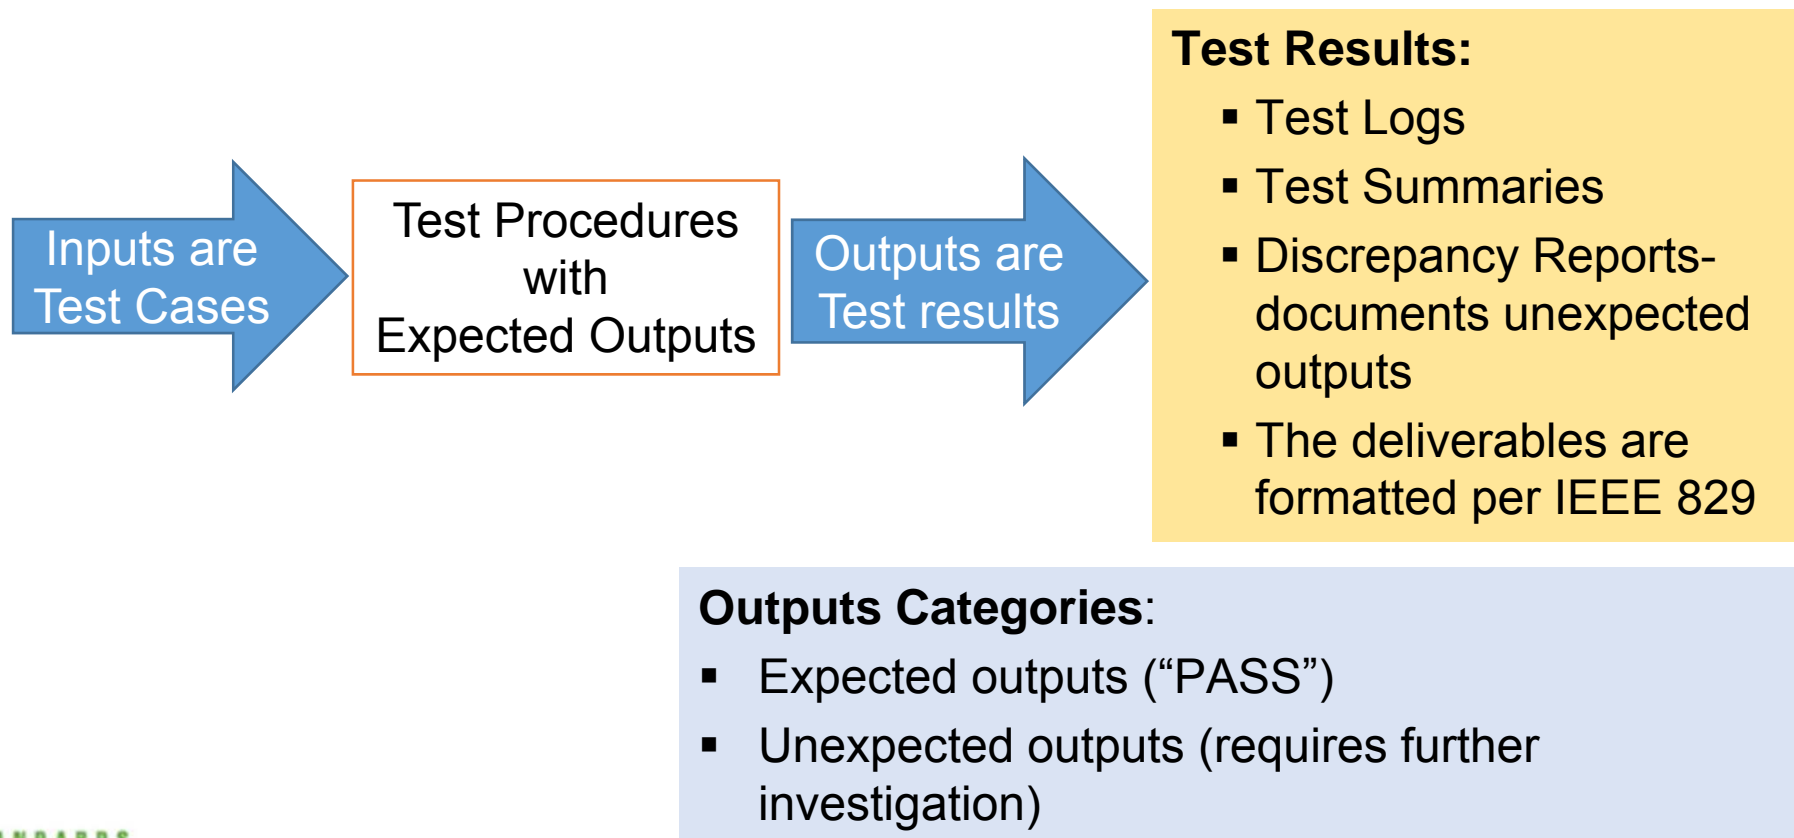 Inputs are
Test Cases
Test Procedures
with
Expected Outputs
Outputs are
Test results
Test Results:
▪ Test Logs
▪ Test Summaries
▪ Discrepancy Reports-
documents unexpected
outputs
▪ The deliverables are
formatted per IEEE 829
Outputs Categories:
▪ Expected outputs (“PASS”)
▪ Unexpected outputs (requires further
investigation)